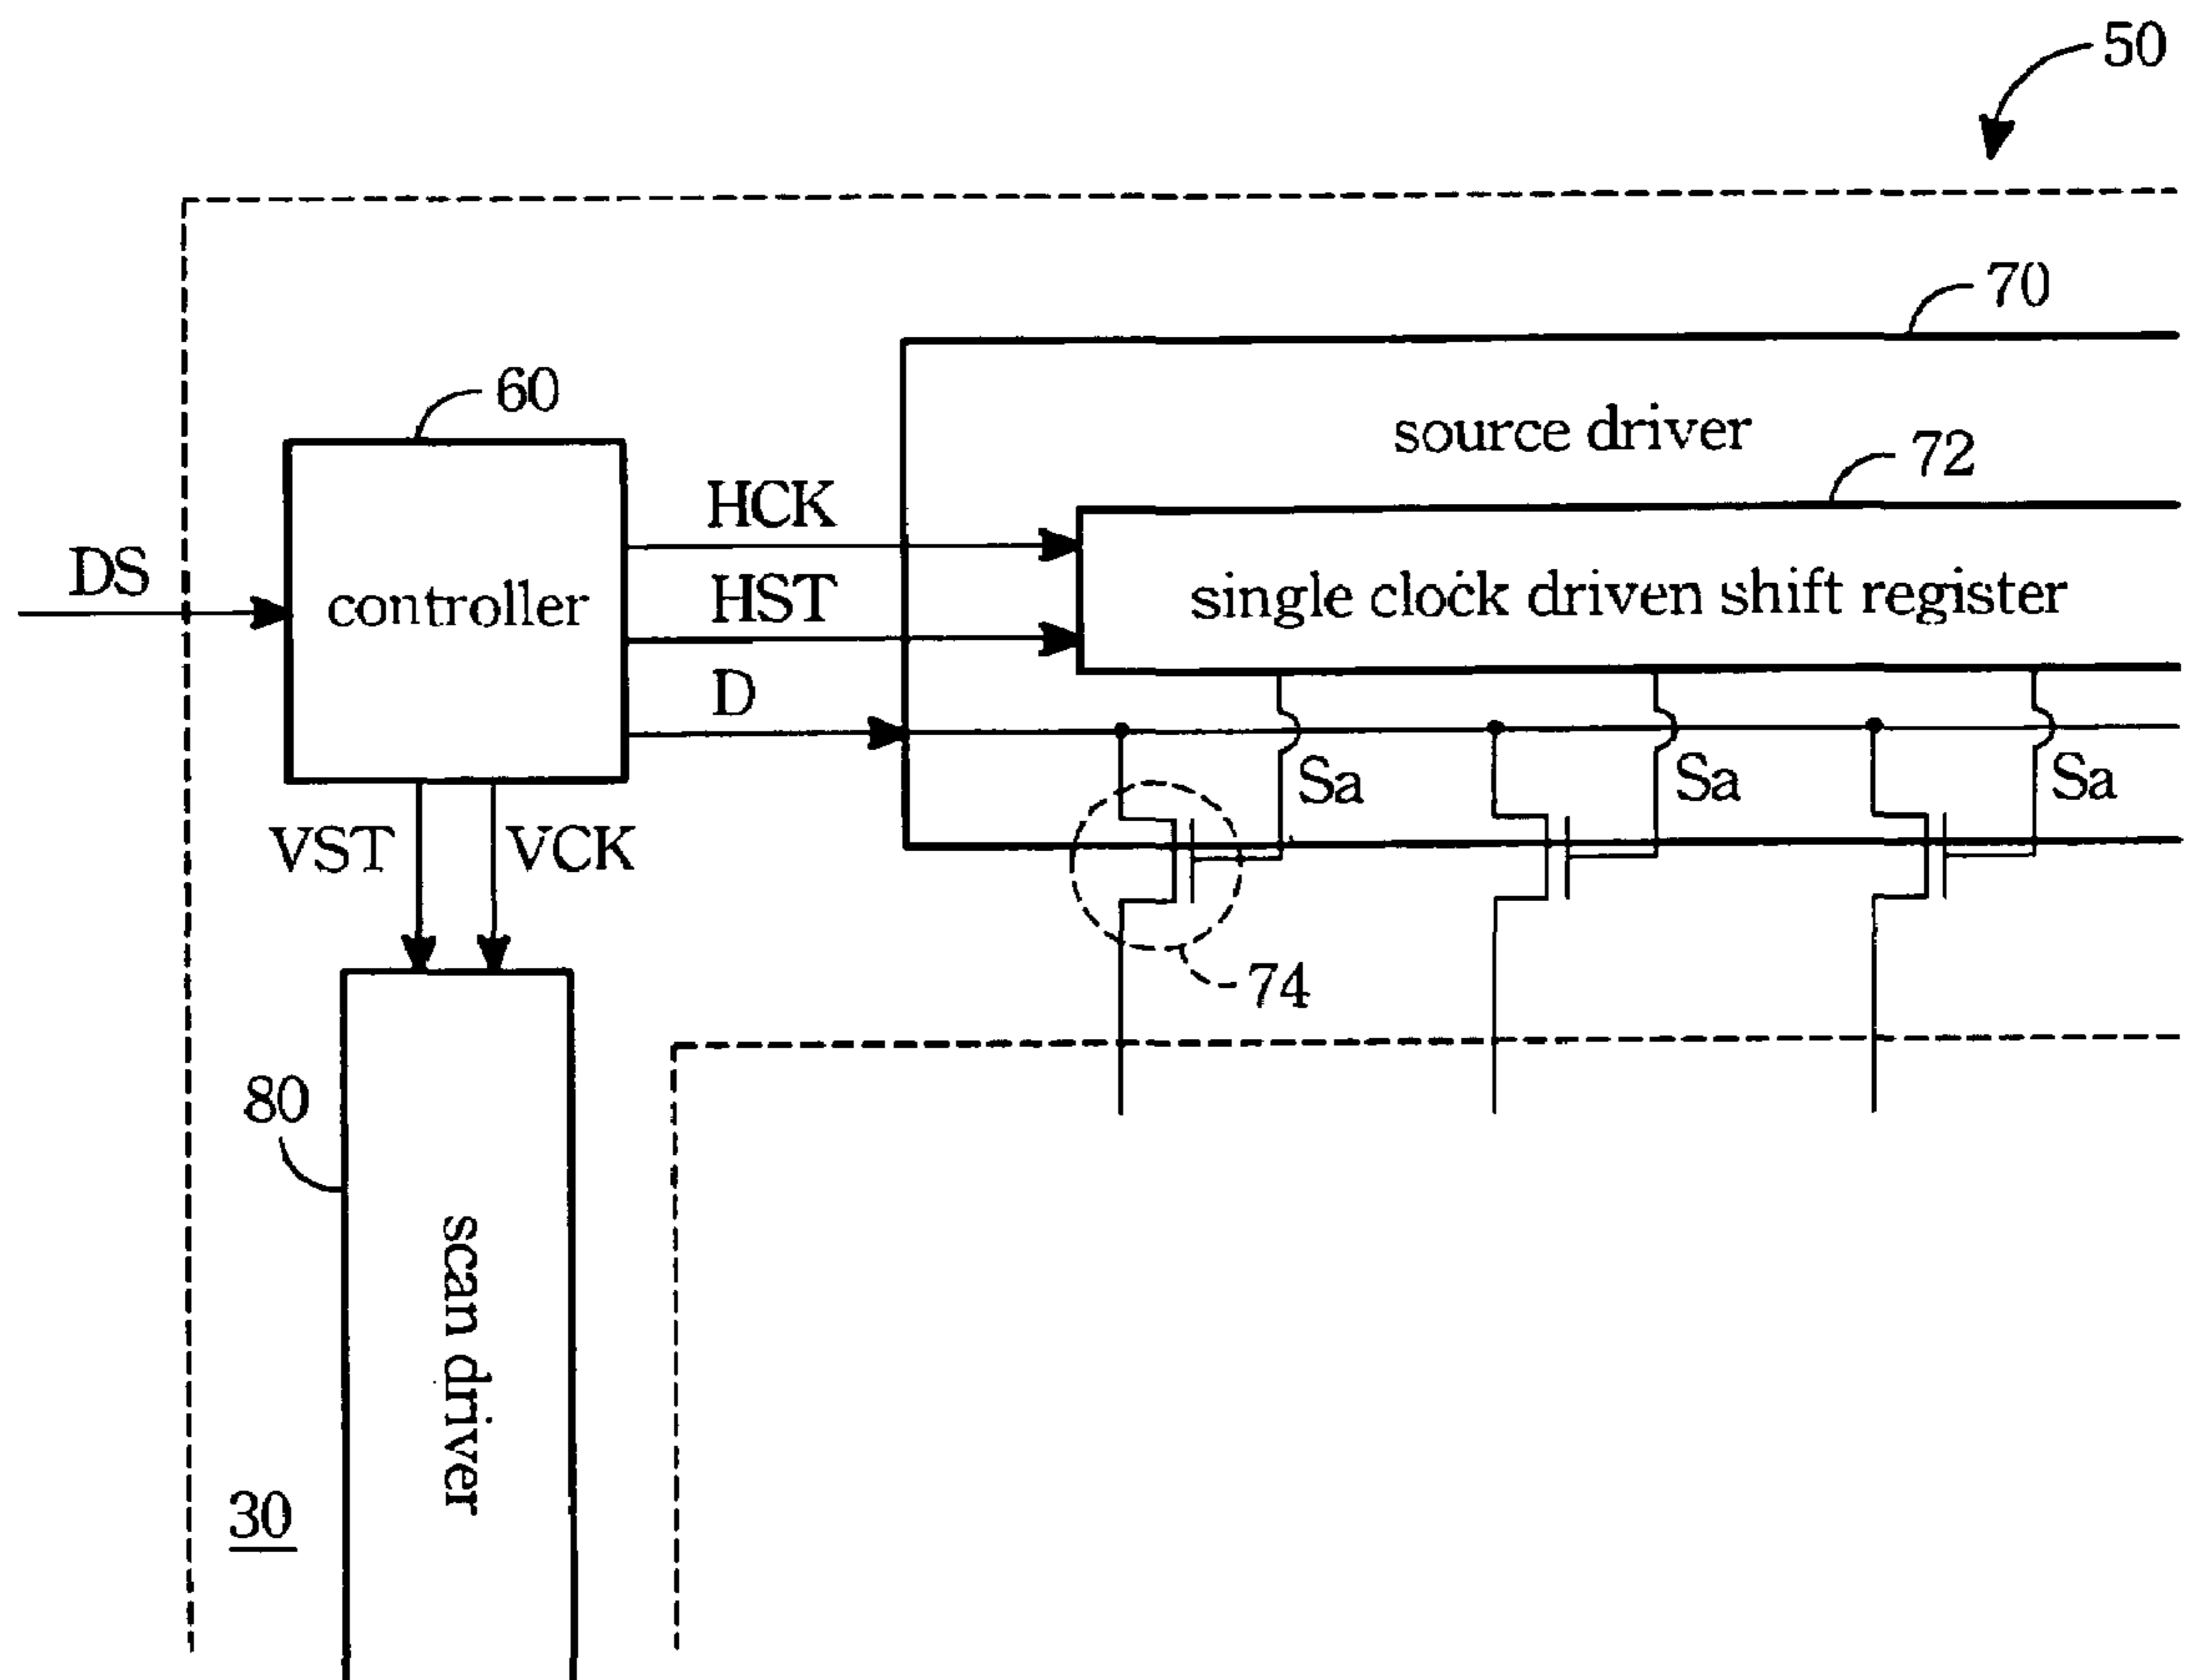 50
70
60
source driver
72
HCK
DS
controller
HST
single clock driven shift register
D
Sa
Sa
Sa
VST
VCK
74
80
scan driver
30